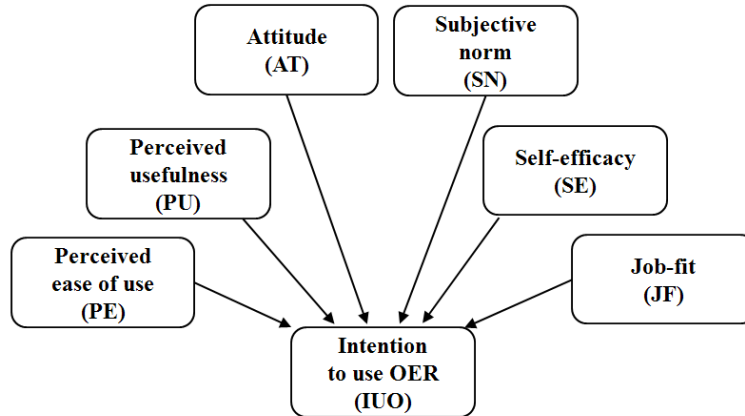 Attitude
(AT)
Subjective
norm
(SN)
Perceived
usefulness
(PU)
Self-efficacy
(SE)
Perceived
ease of use
(PE)
Job-fit
(JF)
Intention
to use OER
(IUO)